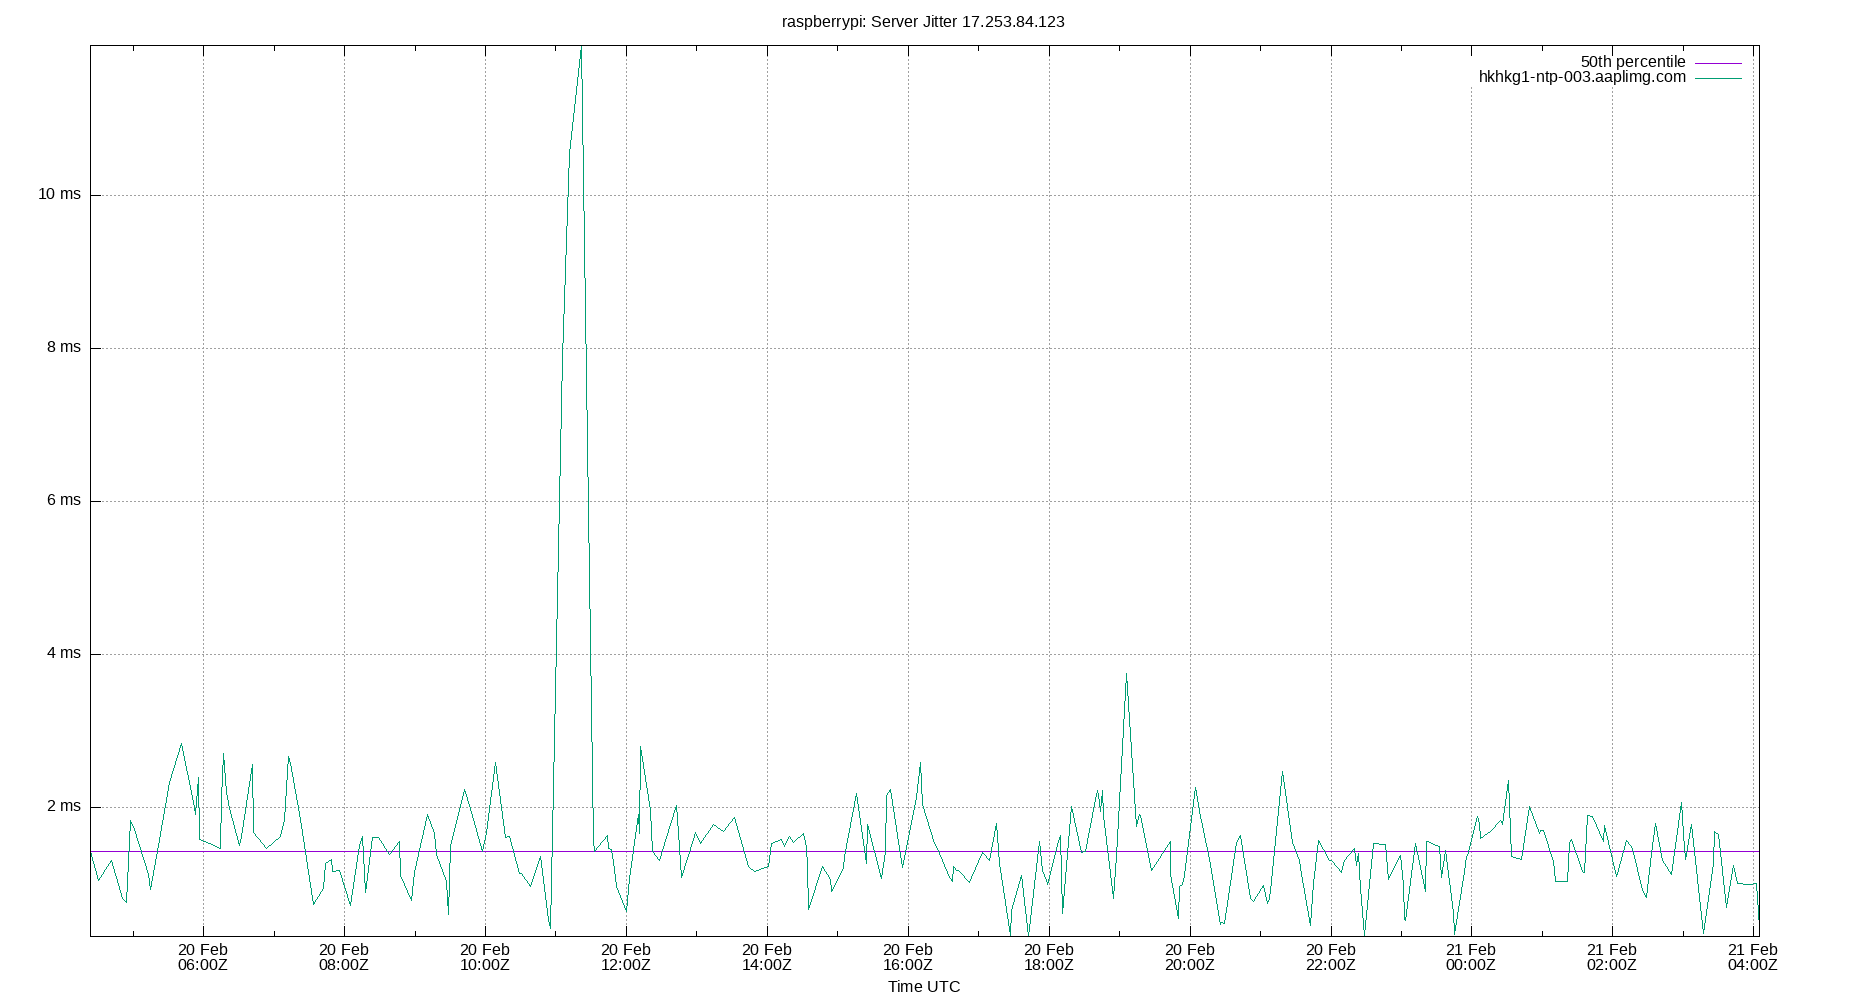 raspberrypi: Server Jitter 17.253.84.123
50th percentile
hkhkg1-ntp-003.aaplimg.com
10 ms
8 ms
6 ms
4 ms
2 ms
20 Feb 20 Feb 20 Feb 20 Feb 20 Feb 20 Feb 20 Feb 20 Feb 20 Feb 21 Feb 21 Feb 21 Feb
06:00Z 08:00Z 10:00Z 12:00Z 14:00Z 16:00Z 18:00Z 20:00Z 22:00Z 00:00Z 02:00Z 04:00Z
Time UTC